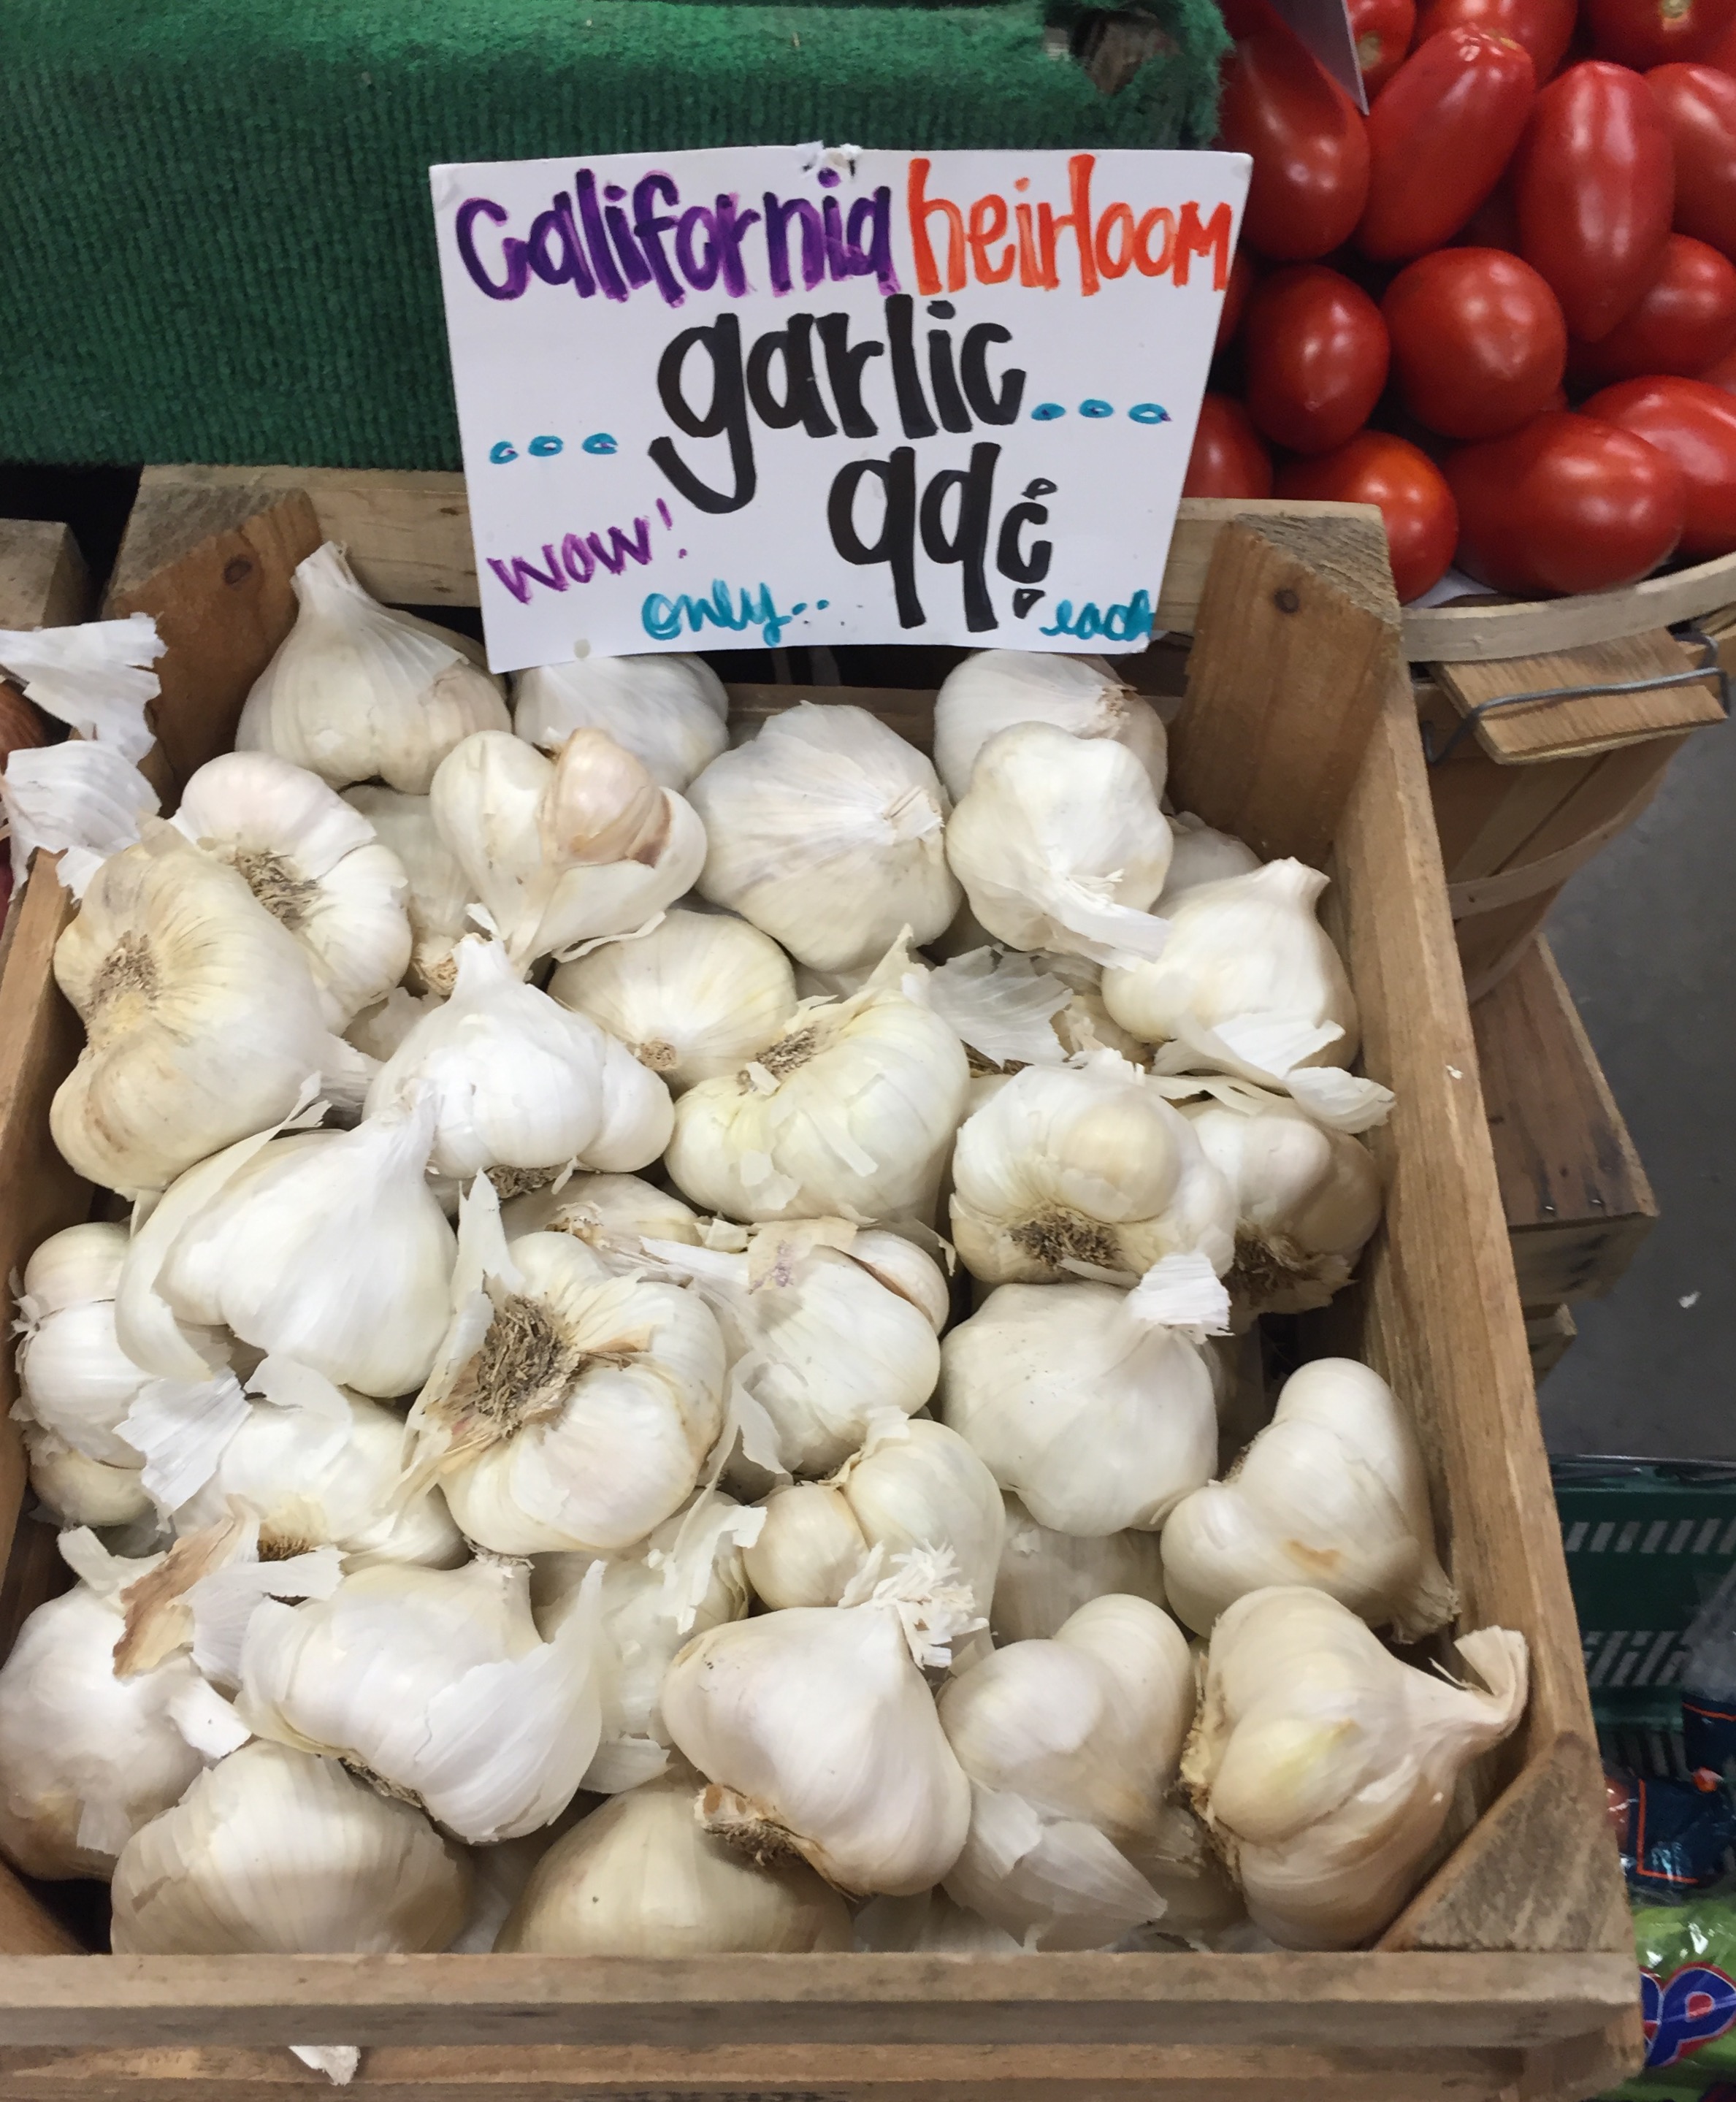 California heirloom
... garlic ...
wow! 99¢
only.. each